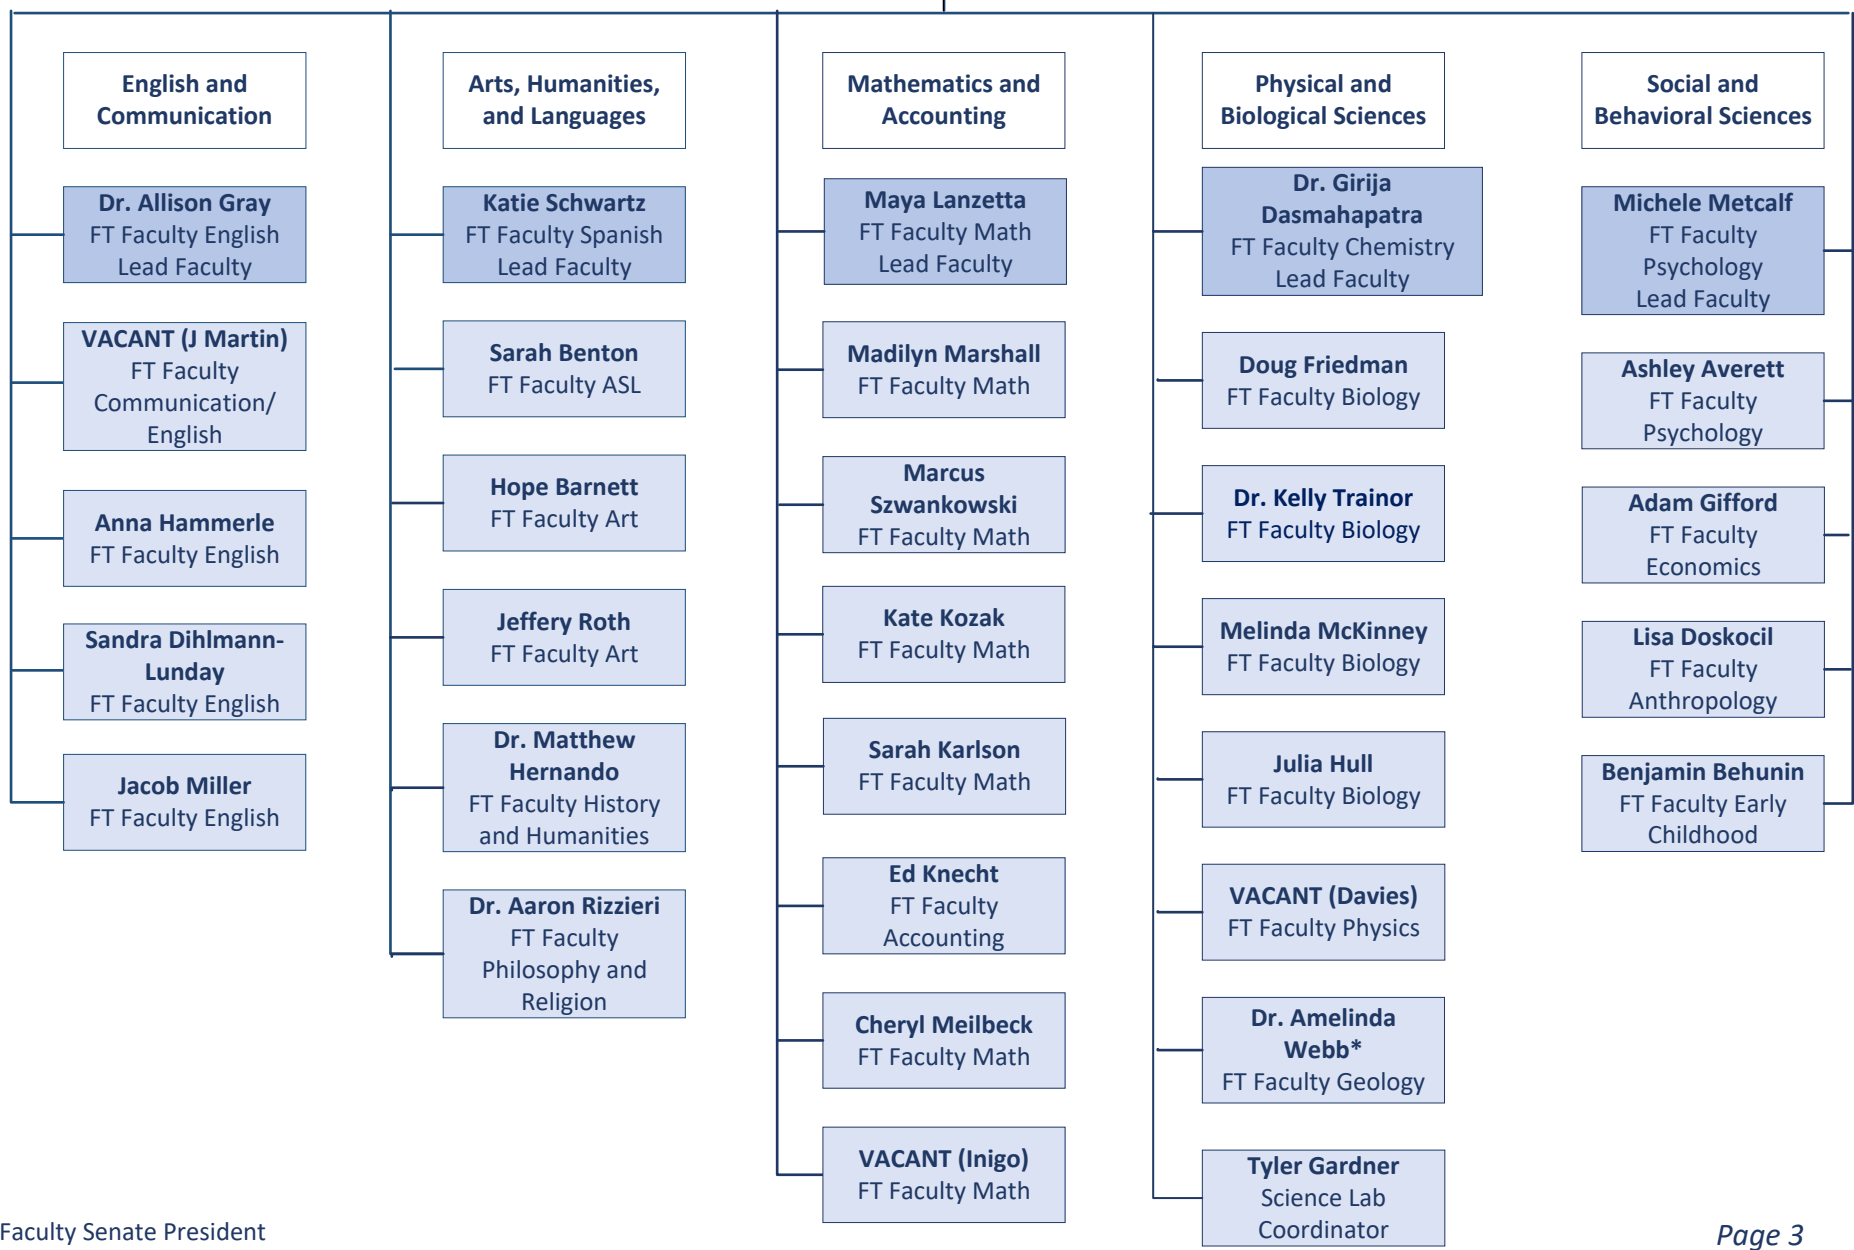 English and
Communication
Dr. Allison Gray
FT Faculty English
Lead Faculty
VACANT (J Martin)
FT Faculty
Communication/
English
Anna Hammerle
FT Faculty English
Sandra Dihlmann-
Lunday
FT Faculty English
Jacob Miller
FT Faculty English
Arts, Humanities,
and Languages
Katie Schwartz
FT Faculty Spanish
Lead Faculty
Sarah Benton
FT Faculty ASL
Hope Barnett
FT Faculty Art
Jeffery Roth
FT Faculty Art
Dr. Matthew
Hernando
FT Faculty History
and Humanities
Dr. Aaron Rizzieri
FT Faculty
Philosophy and
Religion
Mathematics and
Accounting
Maya Lanzetta
FT Faculty Math
Lead Faculty
Madilyn Marshall
FT Faculty Math
Marcus
Szwankowski
FT Faculty Math
Kate Kozak
FT Faculty Math
Sarah Karlson
FT Faculty Math
Ed Knecht
FT Faculty
Accounting
Cheryl Meilbeck
FT Faculty Math
VACANT (Inigo)
FT Faculty Math
Physical and
Biological Sciences
Dr. Girija
Dasmahapatra
FT Faculty Chemistry
Lead Faculty
Doug Friedman
FT Faculty Biology
Dr. Kelly Trainor
FT Faculty Biology
Melinda McKinney
FT Faculty Biology
Julia Hull
FT Faculty Biology
VACANT (Davies)
FT Faculty Physics
Dr. Amelinda
Webb*
FT Faculty Geology
Tyler Gardner
Science Lab
Coordinator
Social and
Behavioral Sciences
Michele Metcalf
FT Faculty
Psychology
Lead Faculty
Ashley Averett
FT Faculty
Psychology
Adam Gifford
FT Faculty
Economics
Lisa Doskocil
FT Faculty
Anthropology
Benjamin Behunin
FT Faculty Early
Childhood
Faculty Senate President
Page 3